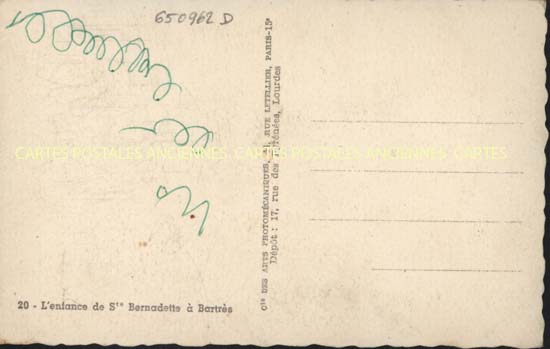 650962 D
CARTES POSTALES ANCIENNES CARTES POSTALES ANCIENNES CARTES
20 - L'enfance de Ste Bernadette à Bartrès
Cie DES ARTS PHOTOMÉCANIQUES, RUE LETELLIER, PARIS-15e
Dépôt : 17, rue des Pyrénées, Lourdes